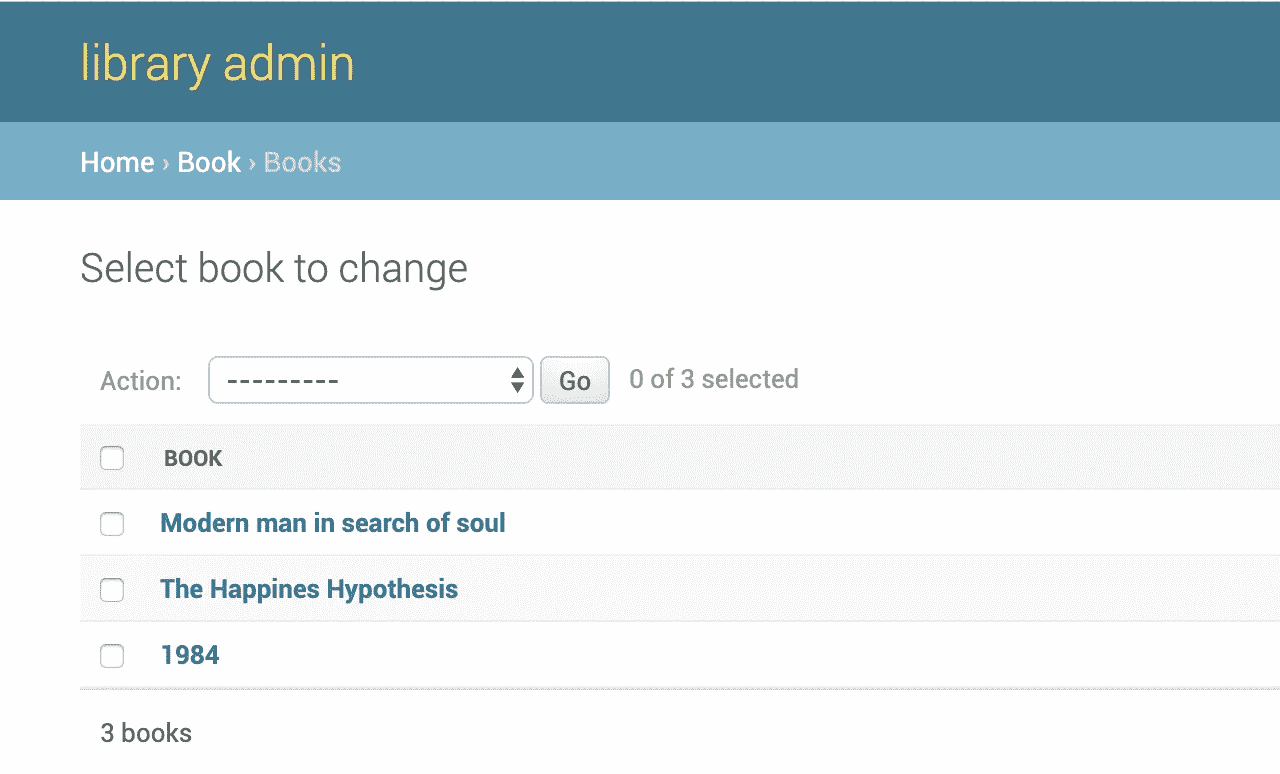 library admin
Home › Book › Books
Select book to change
Action: --------- Go 0 of 3 selected
BOOK
Modern man in search of soul
The Happines Hypothesis
1984
3 books